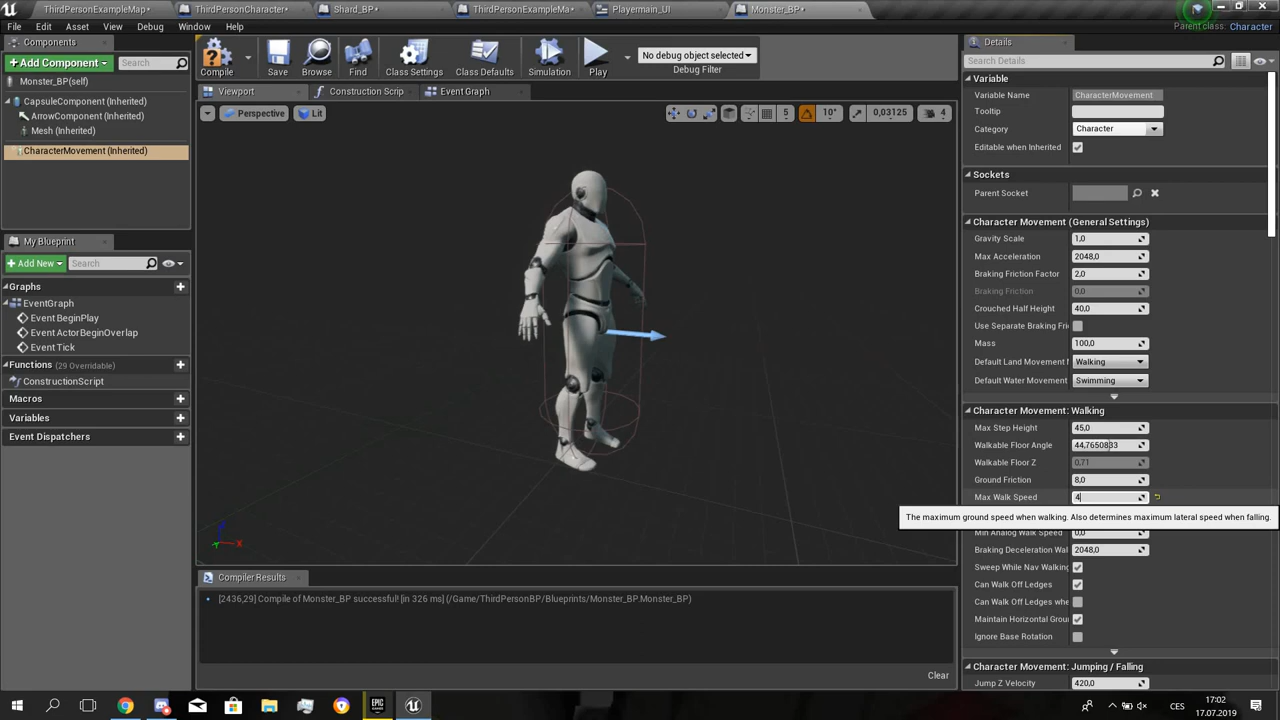 ThirdPersonExampleMap*
ThirdPersonCharacter*
Shard_BP*
ThirdPersonExampleMa*
Playermain_UI
Monster_BP*
File Edit Asset View Debug Window Help
Parent class: Character
Components
Add Component
Search
Monster_BP(self)
CapsuleComponent (Inherited)
ArrowComponent (Inherited)
Mesh (Inherited)
CharacterMovement (Inherited)
My Blueprint
Add New
Search
Graphs
EventGraph
Event BeginPlay
Event ActorBeginOverlap
Event Tick
Functions (29 Overridable)
ConstructionScript
Macros
Variables
Event Dispatchers
Compile
Save
Browse
Find
Class Settings
Class Defaults
Simulation
Play
No debug object selected
Debug Filter
Viewport
Construction Scrip
Event Graph
Perspective
Lit
5
10°
0,03125
4
Z
X
Compiler Results
[2436,29] Compile of Monster_BP successful! [in 326 ms] (/Game/ThirdPersonBP/Blueprints/Monster_BP.Monster_BP)
Clear
Details
Search Details
Variable
Variable Name CharacterMovement
Tooltip
Category Character
Editable when Inherited
Sockets
Parent Socket
Character Movement (General Settings)
Gravity Scale 1,0
Max Acceleration 2048,0
Braking Friction Factor 2,0
Braking Friction 0,0
Crouched Half Height 40,0
Use Separate Braking Fri
Mass 100,0
Default Land Movement M Walking
Default Water Movement Swimming
Character Movement: Walking
Max Step Height 45,0
Walkable Floor Angle 44,7650833
Walkable Floor Z 0,71
Ground Friction 8,0
Max Walk Speed 4
The maximum ground speed when walking. Also determines maximum lateral speed when falling.
Min Analog Walk Speed 0,0
Braking Deceleration Wal 2048,0
Sweep While Nav Walking
Can Walk Off Ledges
Can Walk Off Ledges whe
Maintain Horizontal Grou
Ignore Base Rotation
Character Movement: Jumping / Falling
Jump Z Velocity 420,0
EPIC GAMES
CES
17:02
17.07.2019